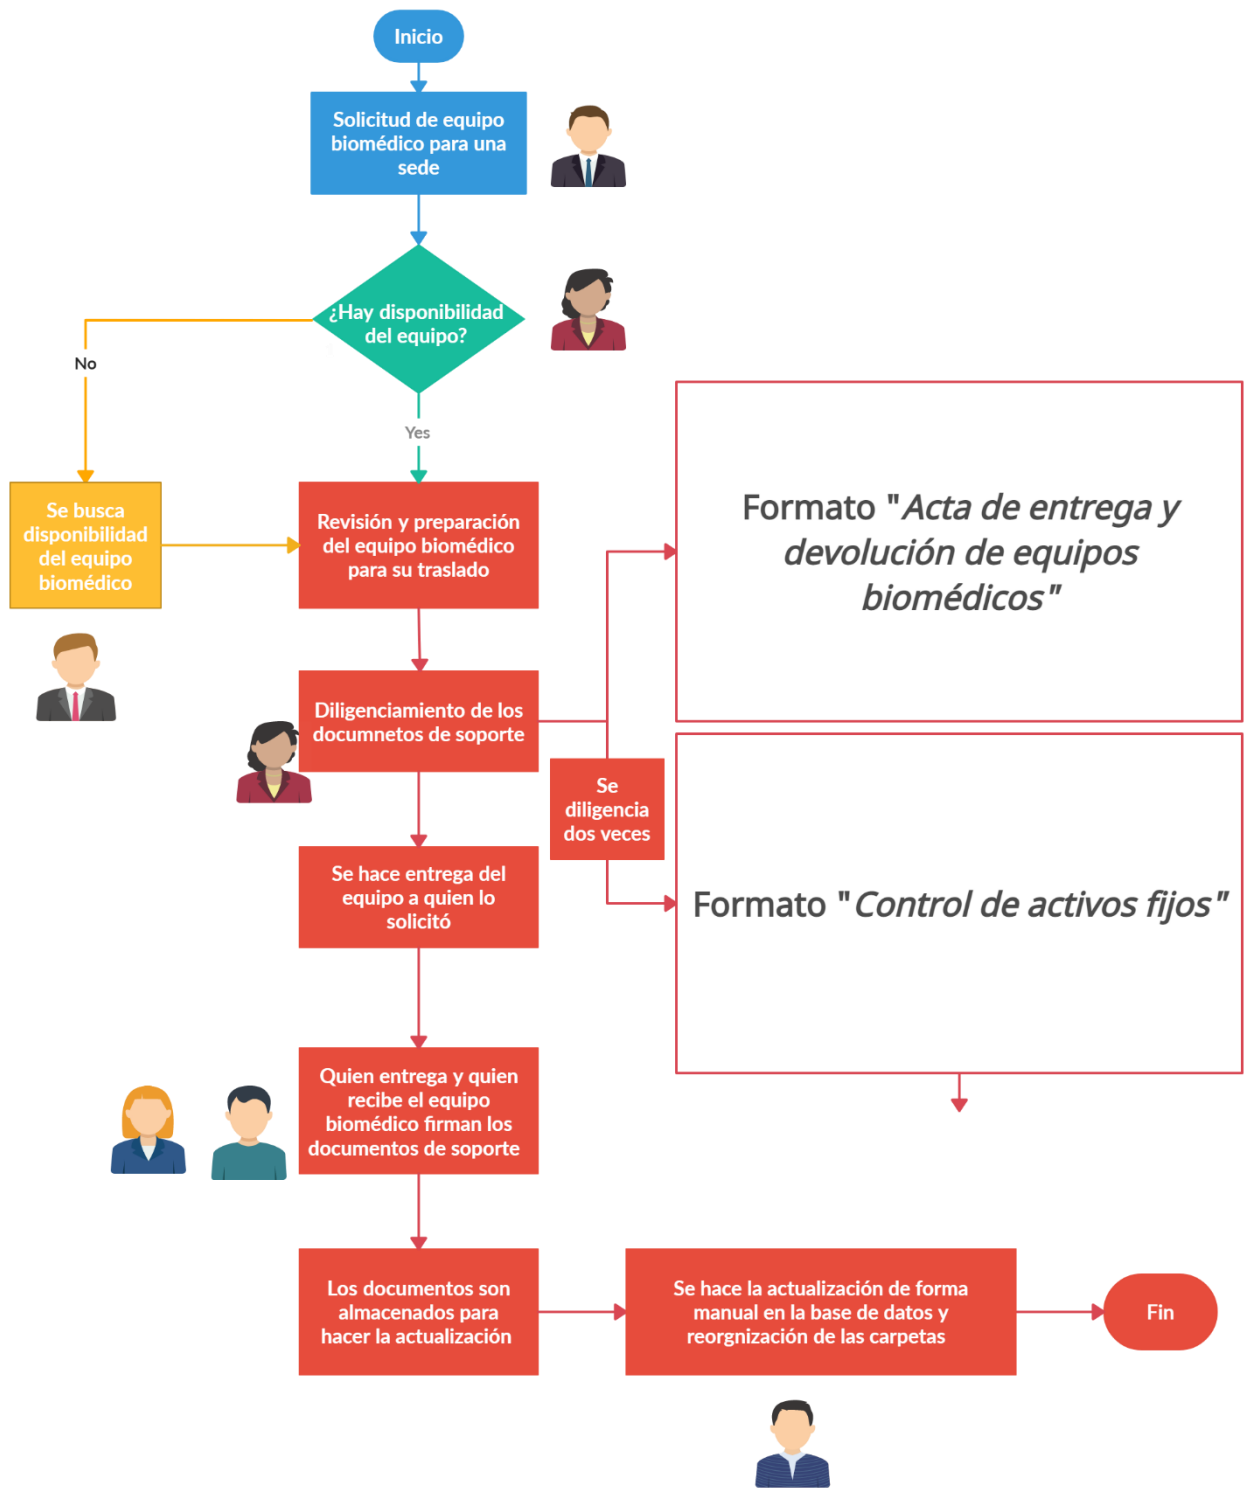 Inicio
Solicitud de equipo
biomédico para una
sede
¿Hay disponibilidad
del equipo?
No
Yes
Se busca
disponibilidad
del equipo
biomédico
Revisión y preparación
del equipo biomédico
para su traslado
Formato "Acta de entrega y
devolución de equipos
biomédicos"
Diligenciamiento de los
documnetos de soporte
Se
diligencia
dos veces
Formato "Control de activos fijos"
Se hace entrega del
equipo a quien lo
solicitó
Quien entrega y quien
recibe el equipo
biomédico firman los
documentos de soporte
Los documentos son
almacenados para
hacer la actualización
Se hace la actualización de forma
manual en la base de datos y
reorgnización de las carpetas
Fin